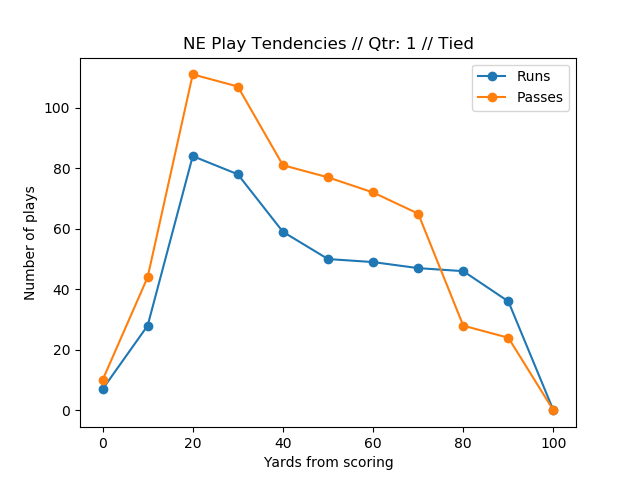 NE Play Tendencies // Qtr: 1 // Tied
Runs
Passes
Number of plays
100
80
60
40
20
0
0 20 40 60 80 100
Yards from scoring